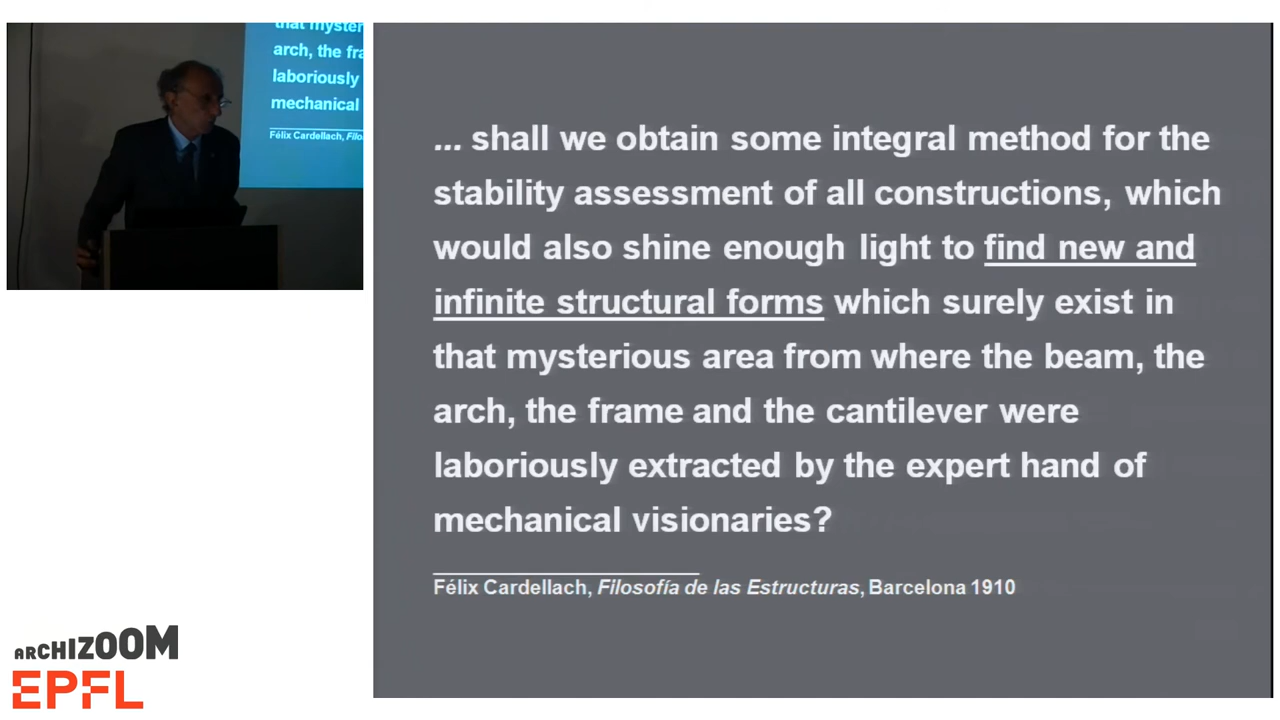 that myster
arch, the fra
laboriously
mechanical
Félix Cardellach, Filo
... shall we obtain some integral method for the
stability assessment of all constructions, which
would also shine enough light to find new and
infinite structural forms which surely exist in
that mysterious area from where the beam, the
arch, the frame and the cantilever were
laboriously extracted by the expert hand of
mechanical visionaries?
Félix Cardellach, Filosofía de las Estructuras, Barcelona 1910
ARCHIZOOM
EPFL